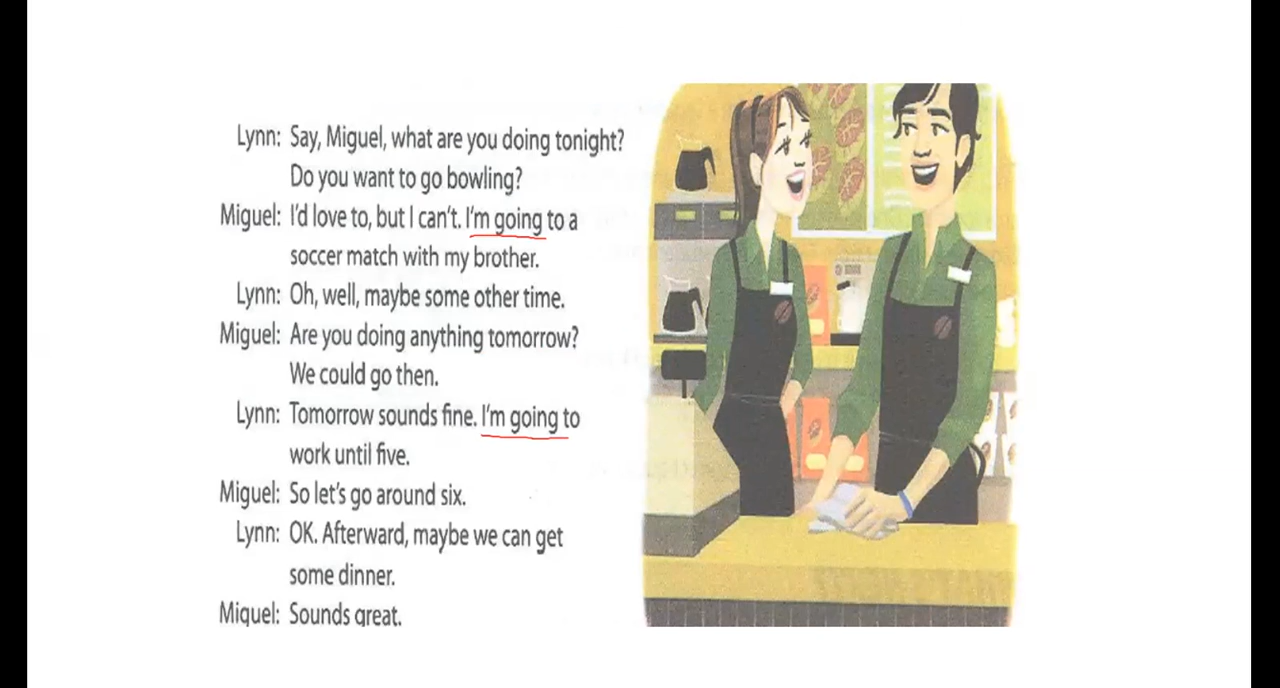 Lynn: Say, Miguel, what are you doing tonight?
Do you want to go bowling?
Miguel: I'd love to, but I can't. I'm going to a
soccer match with my brother.
Lynn: Oh, well, maybe some other time.
Miguel: Are you doing anything tomorrow?
We could go then.
Lynn: Tomorrow sounds fine. I'm going to
work until five.
Miguel: So let's go around six.
Lynn: OK. Afterward, maybe we can get
some dinner.
Miguel: Sounds great.